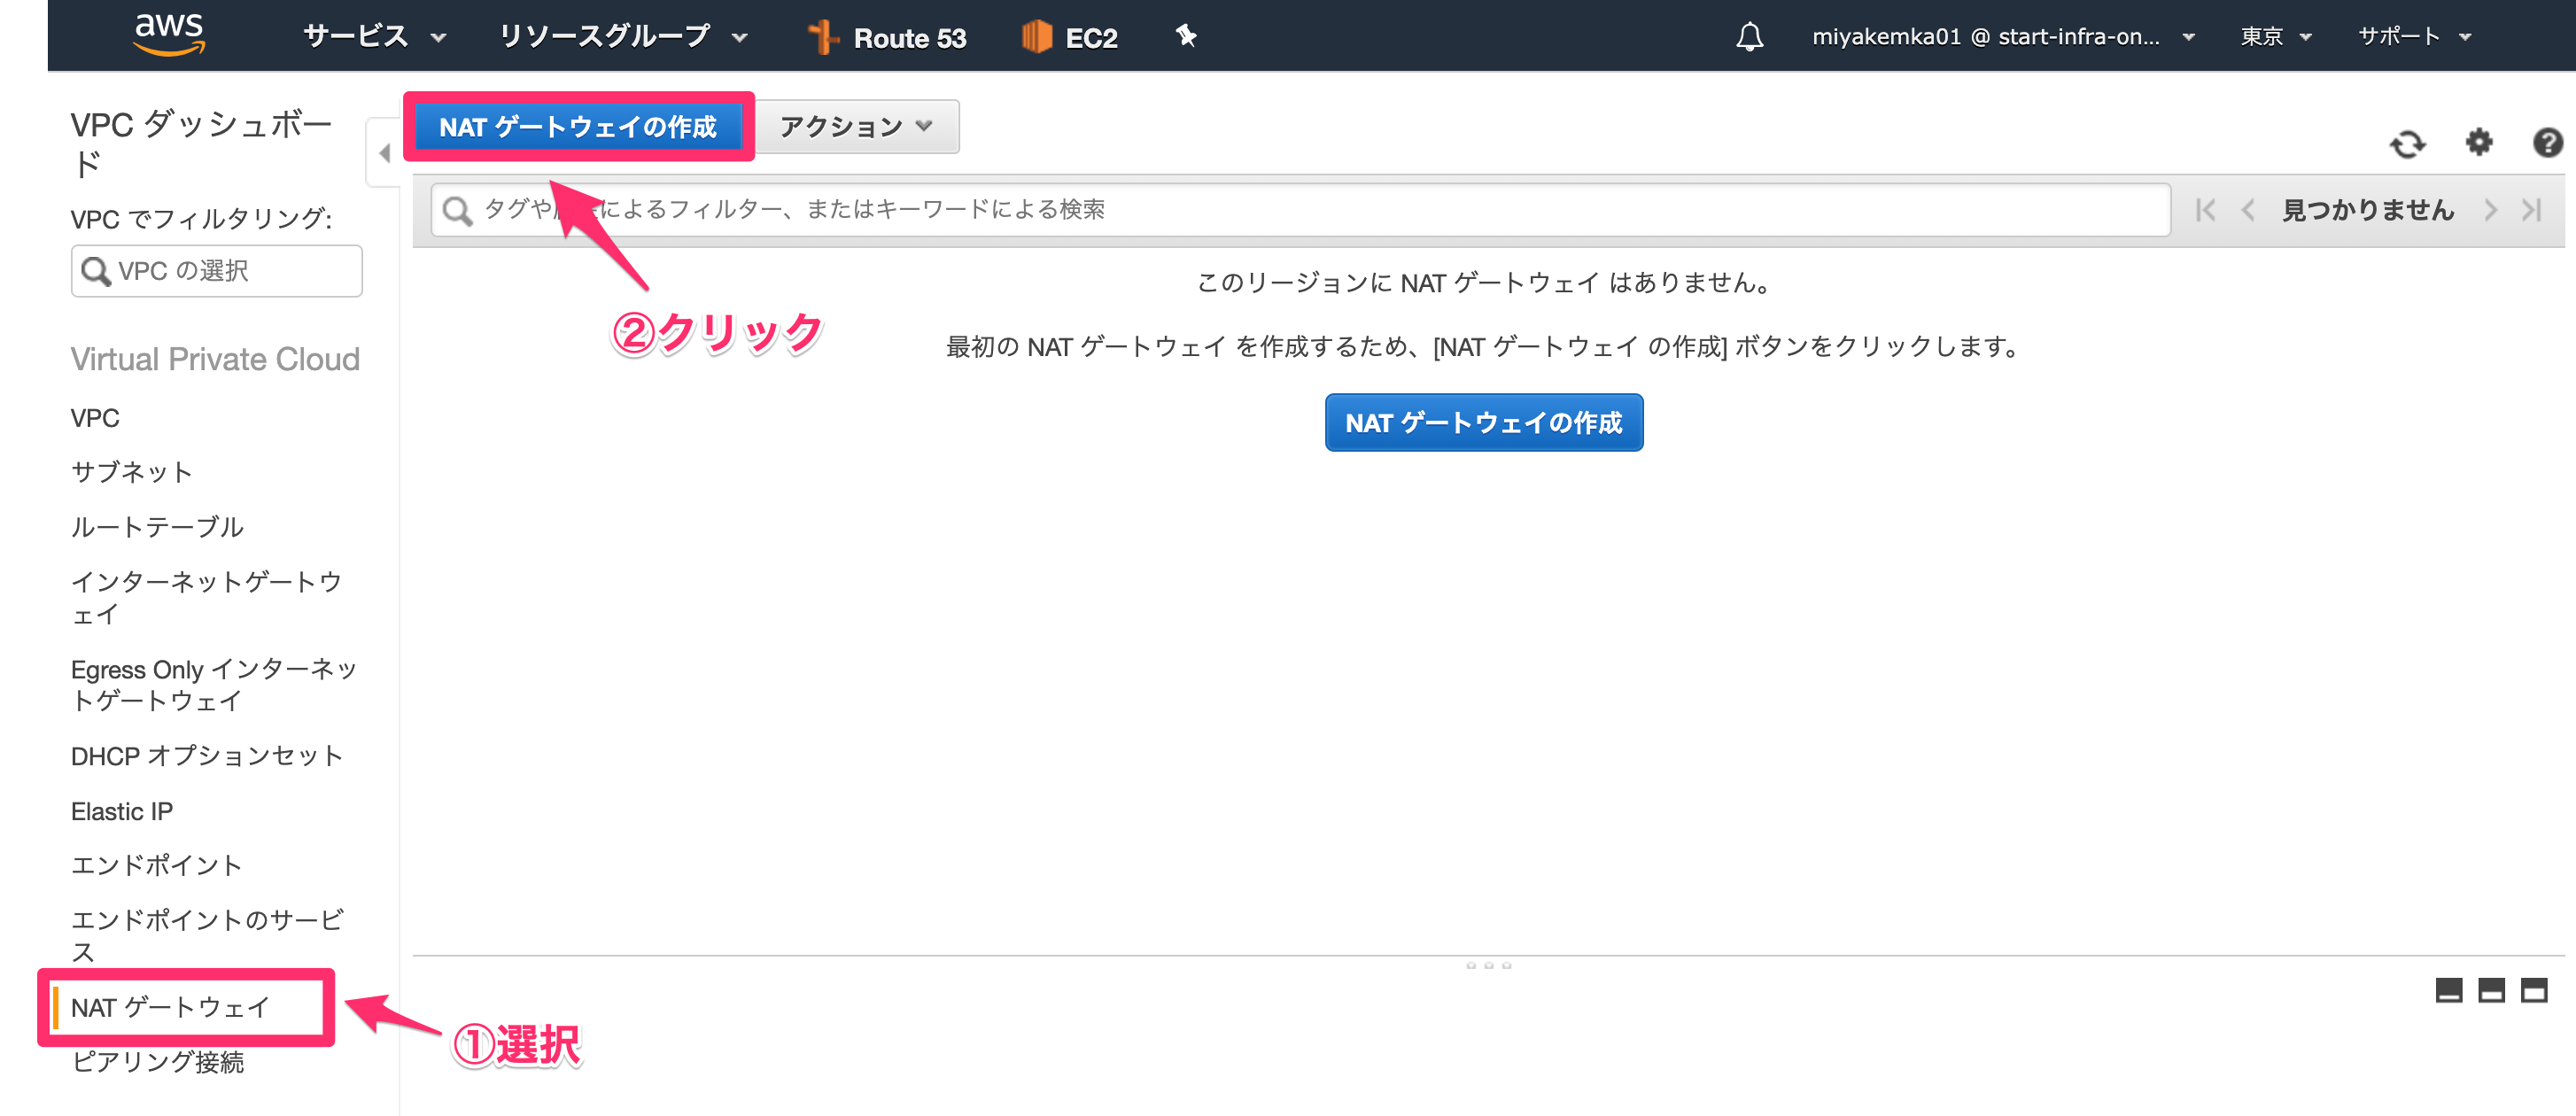 aws
サービス
リソースグループ
Route 53
EC2
miyakemka01 @ start-infra-on...
東京
サポート
VPC ダッシュボー
ド
VPC でフィルタリング:
VPC の選択
Virtual Private Cloud
VPC
サブネット
ルートテーブル
インターネットゲートウ
ェイ
Egress Only インターネッ
トゲートウェイ
DHCP オプションセット
Elastic IP
エンドポイント
エンドポイントのサービ
ス
NAT ゲートウェイ
ピアリング接続
①選択
NAT ゲートウェイの作成
アクション
②クリック
タグや属性によるフィルター、またはキーワードによる検索
見つかりません
このリージョンに NAT ゲートウェイ はありません。
最初の NAT ゲートウェイ を作成するため、[NAT ゲートウェイ の作成] ボタンをクリックします。
NAT ゲートウェイの作成